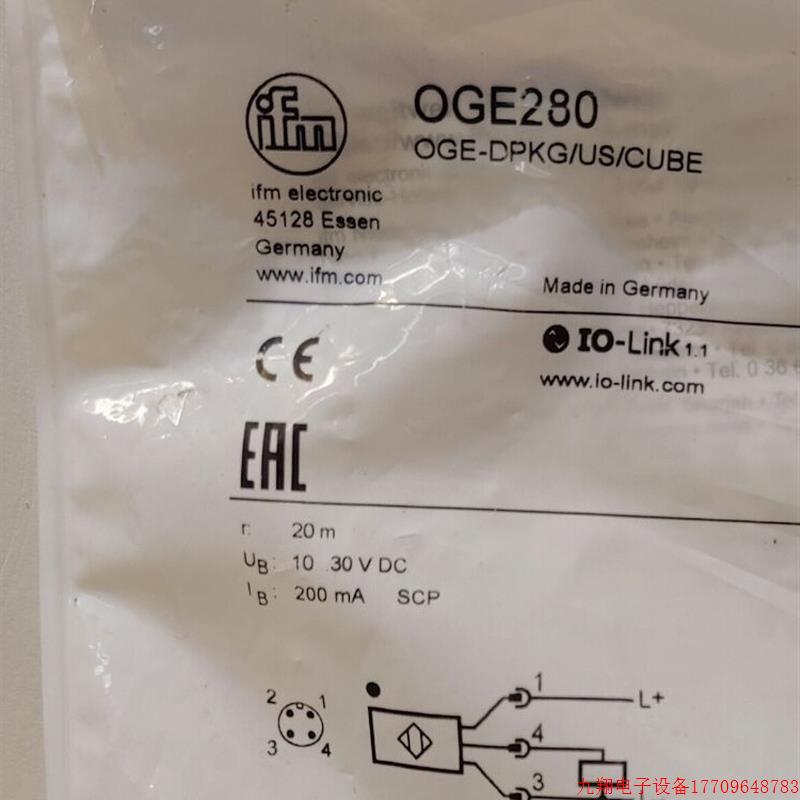 ifm
OGE280
OGE-DPKG/US/CUBE
ifm electronic
45128 Essen
Germany
www.ifm.com
Made in Germany
CE
IO-Link 1.1
www.io-link.com
EAC
r: 20 m
UB: 10 30 V DC
IB: 200 mA SCP
2 1
3 4
1 L+
4
3
九翔电子设备17709648783